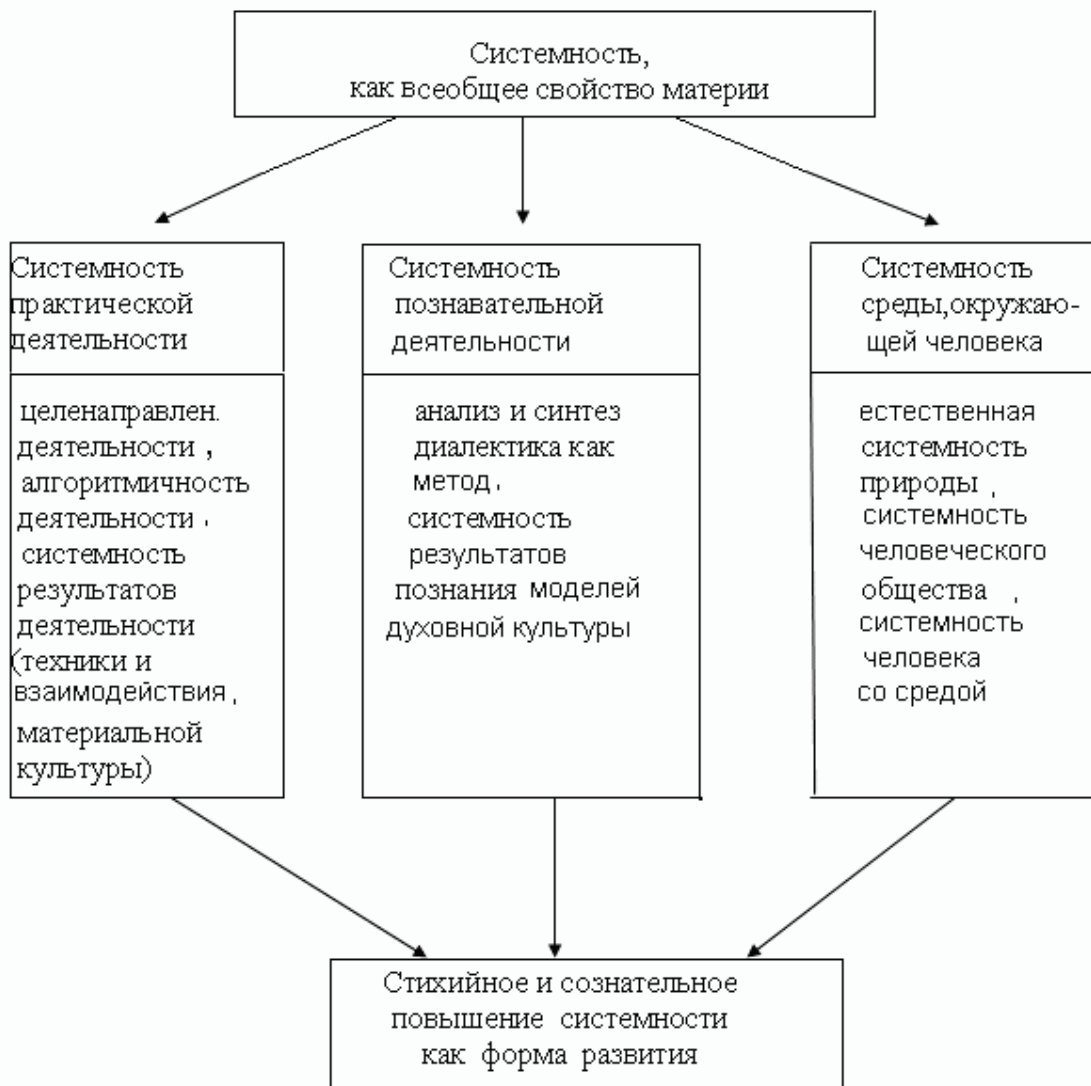 Системность,
как всеобщее свойство материи
Системность
практической
деятельности
целенаправлен.
деятельности,
алгоритмичность
деятельности,
системность
результатов
деятельности
(техники и
взаимодействия,
материальной
культуры)
Системность
познавательной
деятельности
анализ и синтез
диалектика как
метод,
системность
результатов
познания моделей
духовной культуры
Системность
среды,окружаю-
щей человека
естественная
системность
природы,
системность
человеческого
общества,
системность
человека
со средой
Стихийное и сознательное
повышение системности
как форма развития